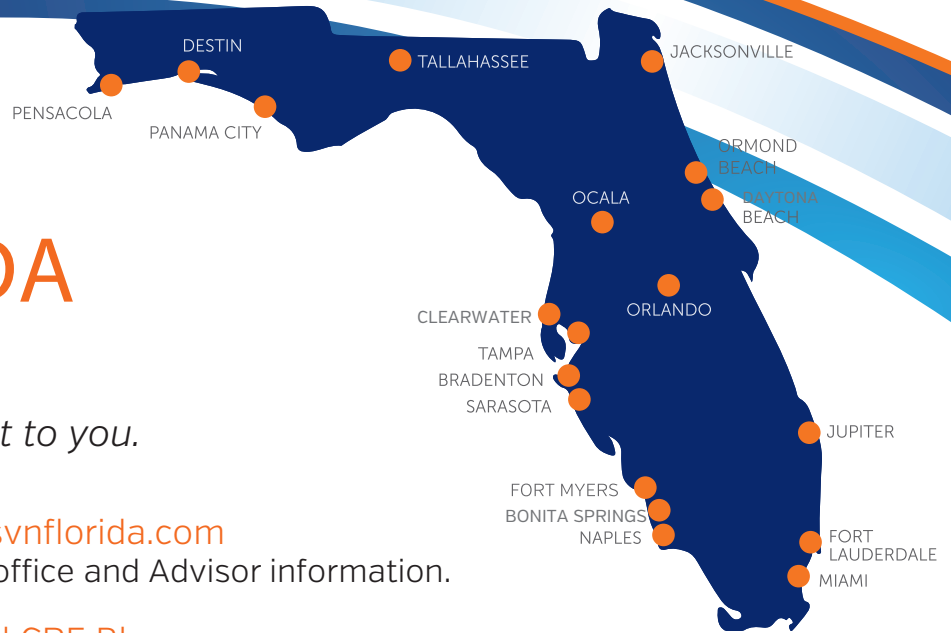 DESTIN
TALLAHASSEE
JACKSONVILLE
PENSACOLA
PANAMA CITY
ORMOND
BEACH
DAYTONA
BEACH
OCALA
DA
ORLANDO
CLEARWATER
TAMPA
BRADENTON
SARASOTA
t to you.
JUPITER
FORT MYERS
BONITA SPRINGS
NAPLES
svnflorida.com
office and Advisor information.
FORT
LAUDERDALE
MIAMI